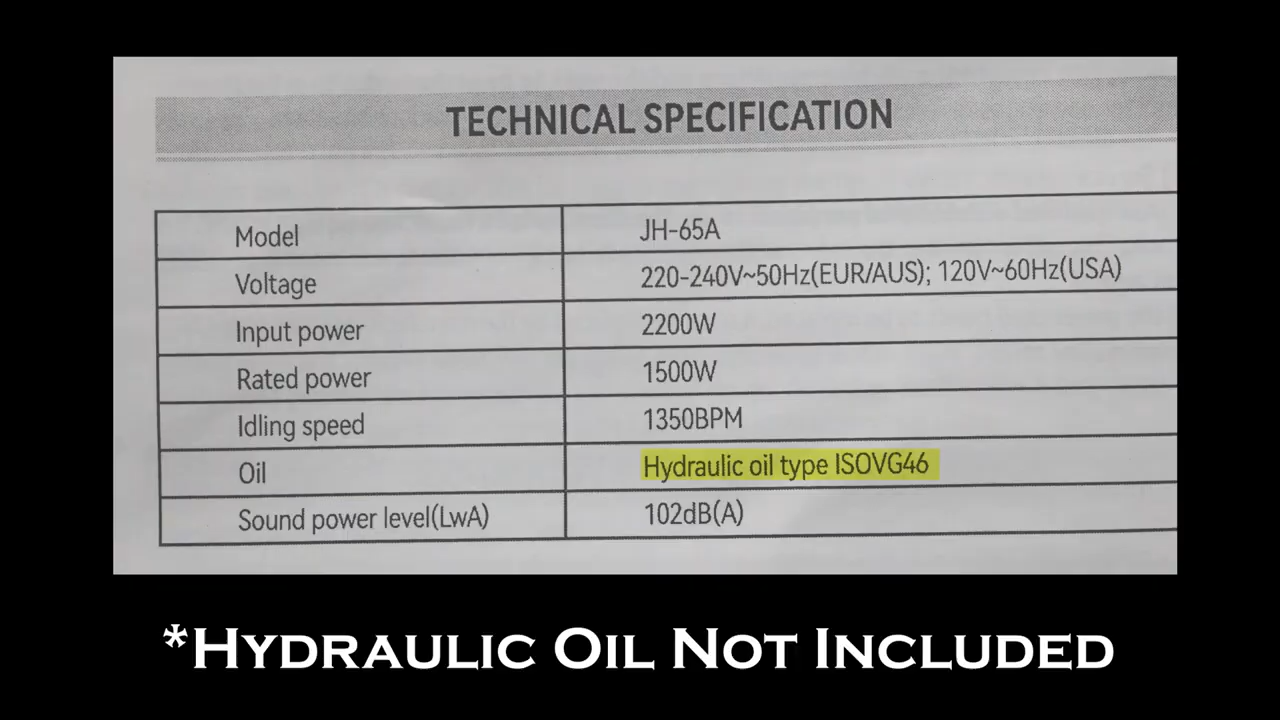 TECHNICAL SPECIFICATION
Model JH-65A
Voltage 220-240V~50Hz(EUR/AUS); 120V~60Hz(USA)
Input power 2200W
Rated power 1500W
Idling speed 1350BPM
Oil Hydraulic oil type ISOVG46
Sound power level(LwA) 102dB(A)
*HYDRAULIC OIL NOT INCLUDED